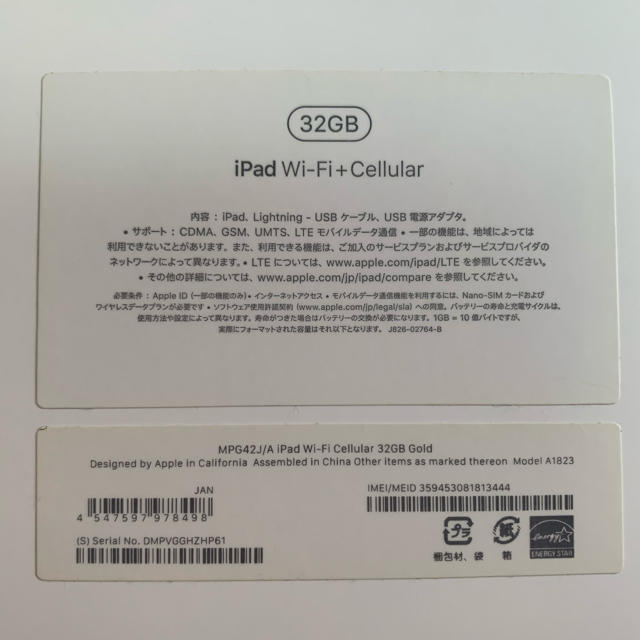 32GB
iPad Wi-Fi+Cellular
内容：iPad、Lightning - USB ケーブル、USB 電源アダプタ。
• サポート：CDMA、GSM、UMTS、LTE モバイルデータ通信 • 一部の機能は、地域によっては
利用できないことがあります。また、利用できる機能は、ご加入のサービスプランおよびサービスプロバイダの
ネットワークによって異なります。• LTE については、www.apple.com/ipad/LTE を参照してください。
• その他の詳細については、www.apple.com/jp/ipad/compare を参照してください。
必要条件：Apple ID（一部の機能のみ）• インターネットアクセス • モバイルデータ通信機能を利用するには、Nano-SIM カードおよび
ワイヤレスデータプランが必要です • ソフトウェア使用許諾契約 (www.apple.com/jp/legal/sla) への同意。バッテリーの寿命と充電サイクルは、
使用方法や設定によって異なります。寿命がつきた場合はバッテリーの交換が必要になります。1GB = 10 億バイトですが、
実際にフォーマットされた容量はそれ以下となります。 J826-02764-B
MPG42J/A iPad Wi-Fi Cellular 32GB Gold
Designed by Apple in California Assembled in China Other items as marked thereon Model A1823
JAN
4 547597 978498
(S) Serial No. DMPVGGHZHP61
IMEI/MEID 359453081813444
プラ
紙
energy
ENERGY STAR
梱包材、袋 箱